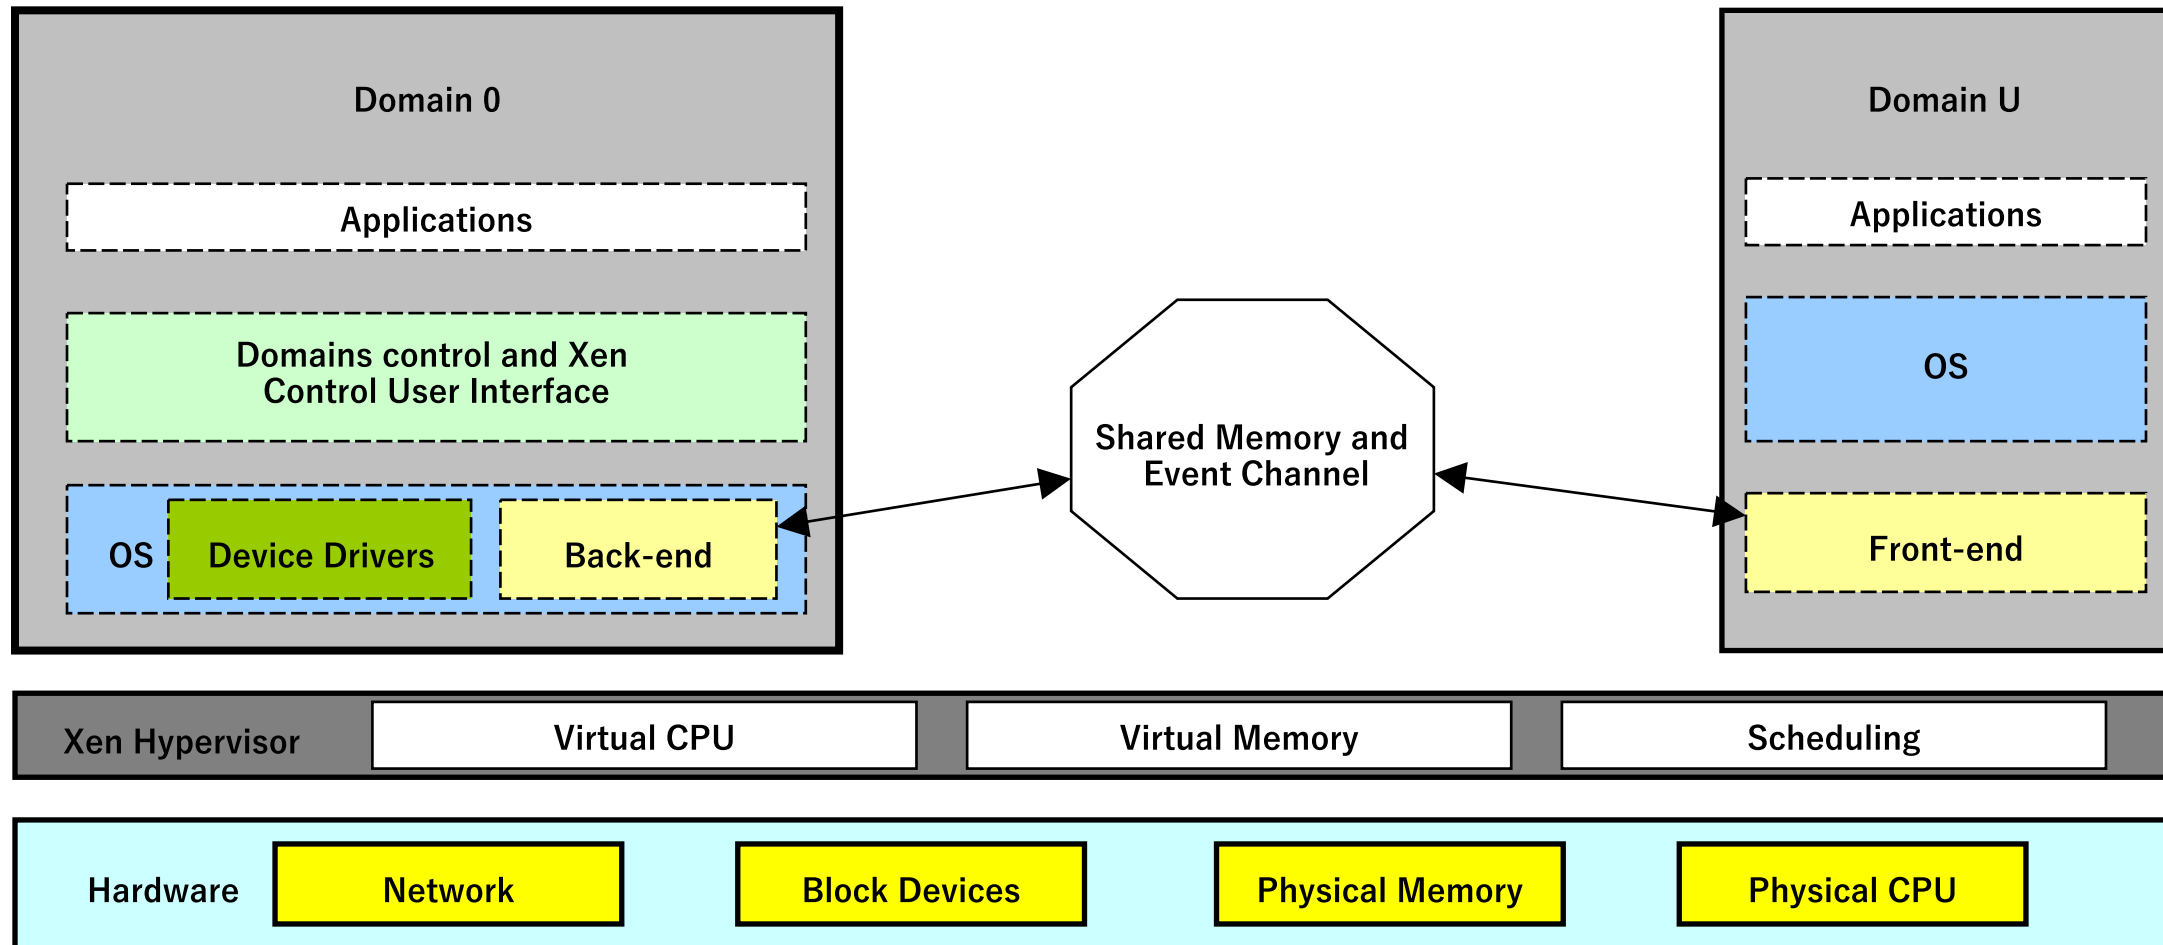 Domain 0
Applications
Domains control and Xen
Control User Interface
OS
Device Drivers
Back-end
Shared Memory and
Event Channel
Domain U
Applications
OS
Front-end
Xen Hypervisor
Virtual CPU
Virtual Memory
Scheduling
Hardware
Network
Block Devices
Physical Memory
Physical CPU